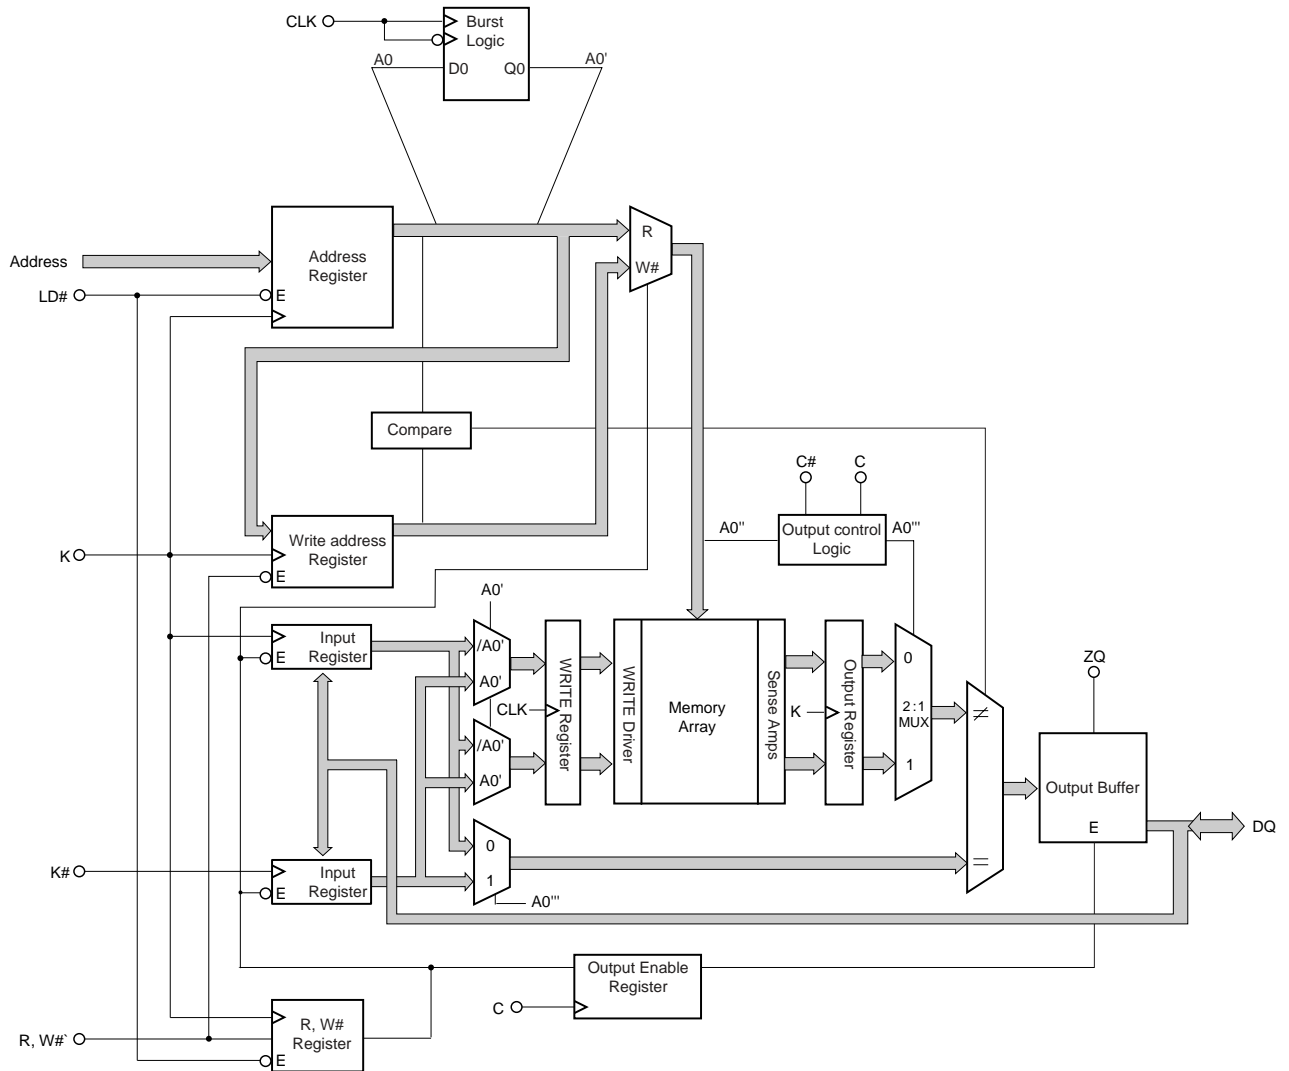 CLK
Burst
Logic
A0
D0
Q0
A0'
Address
Address
Register
LD#
E
R
W#
Compare
C#
C
A0"
Output control
Logic
A0'"
Write address
Register
K
E
A0'
Input
Register
E
/A0'
A0'
CLK
/A0'
A0'
WRITE Register
WRITE Driver
Memory
Array
Sense Amps
K
Output Register
0
2:1
MUX
1
≠
=
ZQ
Output Buffer
E
DQ
K#
Input
Register
E
0
1
A0'"
Output Enable
Register
C
R, W#`
R, W#
Register
E